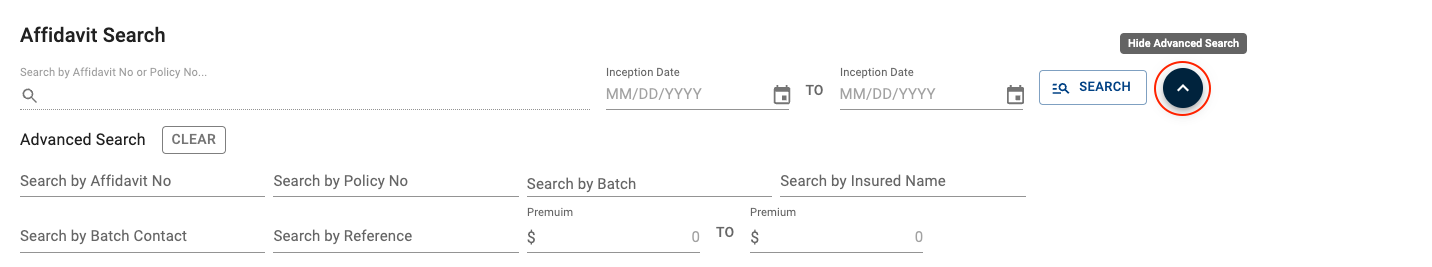 Affidavit Search
Hide Advanced Search
Search by Affidavit No or Policy No...
Inception Date
Inception Date
MM/DD/YYYY
TO
MM/DD/YYYY
SEARCH
Advanced Search
CLEAR
Search by Affidavit No
Search by Policy No
Search by Batch
Search by Insured Name
Search by Batch Contact
Search by Reference
Premuim
$ 0
TO
Premium
$ 0